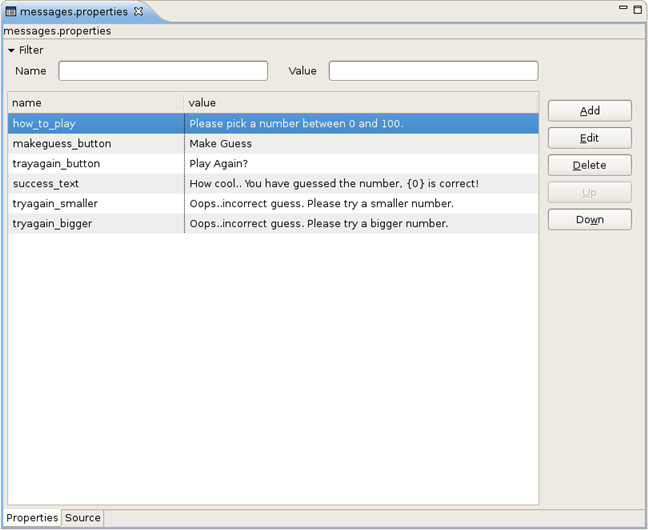 messages.properties
messages.properties
Filter
Name Value
name value
how_to_play Please pick a number between 0 and 100.
makeguess_button Make Guess
trayagain_button Play Again?
success_text How cool.. You have guessed the number, {0} is correct!
tryagain_smaller Oops..incorrect guess. Please try a smaller number.
tryagain_bigger Oops..incorrect guess. Please try a bigger number.
Add
Edit
Delete
Up
Down
Properties Source